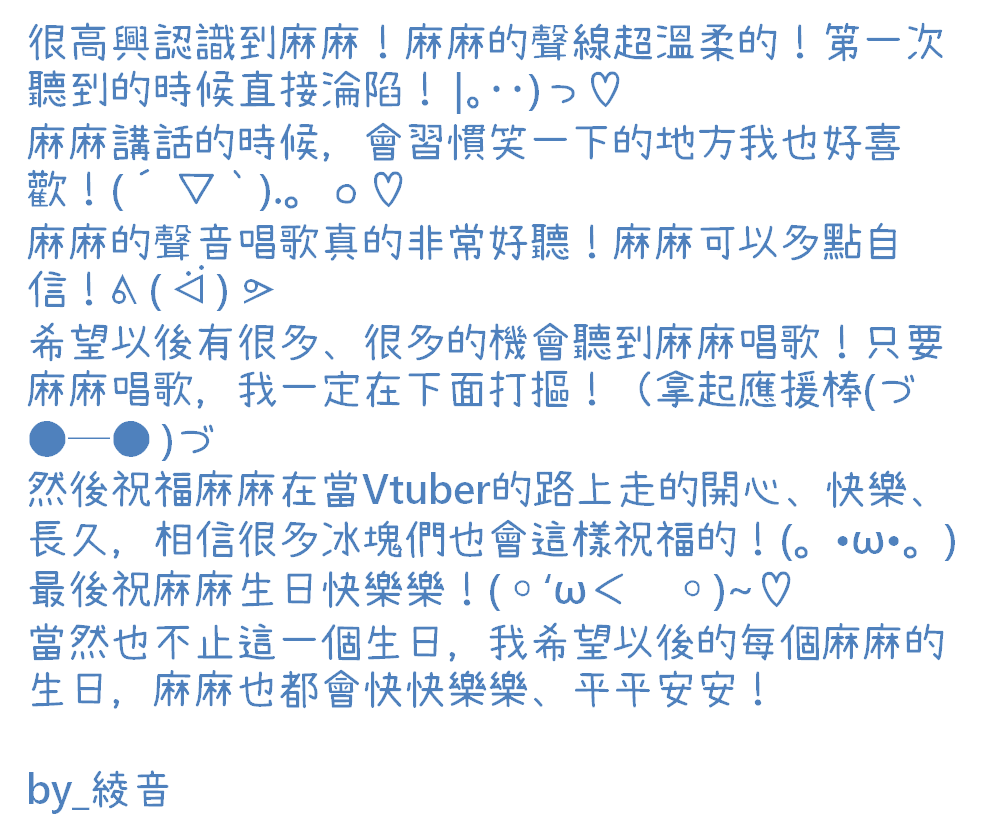 很高興認識到麻麻！麻麻的聲線超溫柔的！第一次
聽到的時候直接淪陷！|｡･･)っ♡
麻麻講話的時候，會習慣笑一下的地方我也好喜
歡！(´ ▽｀).｡ｏ♡
麻麻的聲音唱歌真的非常好聽！麻麻可以多點自
信！ᕕ ( ᐛ ) ᕗ
希望以後有很多、很多的機會聽到麻麻唱歌！只要
麻麻唱歌，我一定在下面打摳！（拿起應援棒(づ
●─●)づ
然後祝福麻麻在當Vtuber的路上走的開心、快樂、
長久，相信很多冰塊們也會這樣祝福的！(。•ω•。)
最後祝麻麻生日快樂樂！(॰‘ω＜ ॰)~♡
當然也不止這一個生日，我希望以後的每個麻麻的
生日，麻麻也都會快快樂樂、平平安安！
by_綾音